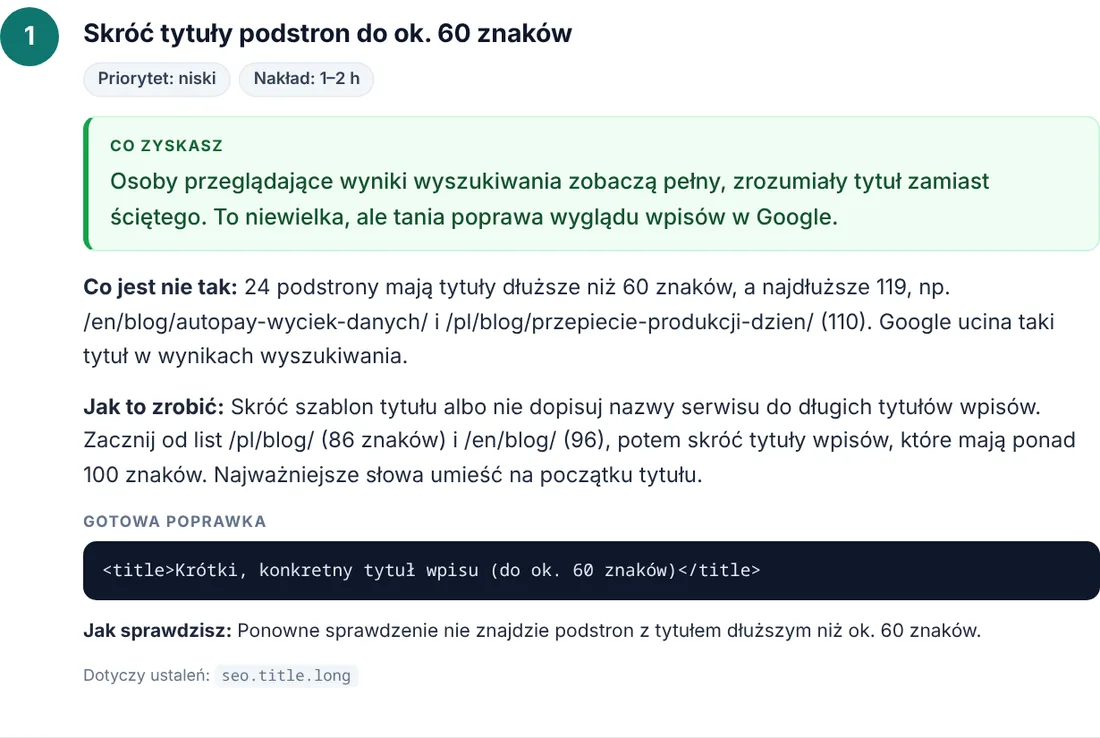 1
Skróć tytuły podstron do ok. 60 znaków
Priorytet: niski
Nakład: 1–2 h
CO ZYSKASZ
Osoby przeglądające wyniki wyszukiwania zobaczą pełny, zrozumiały tytuł zamiast
ściętego. To niewielka, ale tania poprawa wyglądu wpisów w Google.
Co jest nie tak: 24 podstrony mają tytuły dłuższe niż 60 znaków, a najdłuższe 119, np.
/en/blog/autopay-wyciek-danych/ i /pl/blog/przepiecie-produkcji-dzien/ (110). Google ucina taki
tytuł w wynikach wyszukiwania.
Jak to zrobić: Skróć szablon tytułu albo nie dopisuj nazwy serwisu do długich tytułów wpisów.
Zacznij od list /pl/blog/ (86 znaków) i /en/blog/ (96), potem skróć tytuły wpisów, które mają ponad
100 znaków. Najważniejsze słowa umieść na początku tytułu.
GOTOWA POPRAWKA
<title>Krótki, konkretny tytuł wpisu (do ok. 60 znaków)</title>
Jak sprawdzisz: Ponowne sprawdzenie nie znajdzie podstron z tytułem dłuższym niż ok. 60 znaków.
Dotyczy ustaleń: seo.title.long